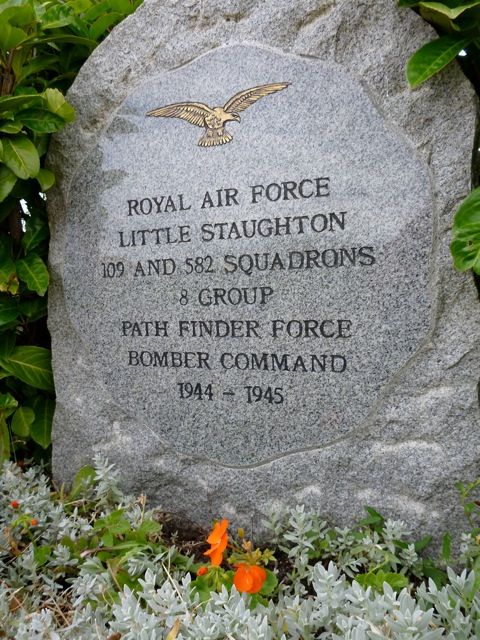 ROYAL AIR FORCE
LITTLE STAUGHTON
109 AND 582 SQUADRONS
8 GROUP
PATH FINDER FORCE
BOMBER COMMAND
1944 - 1945